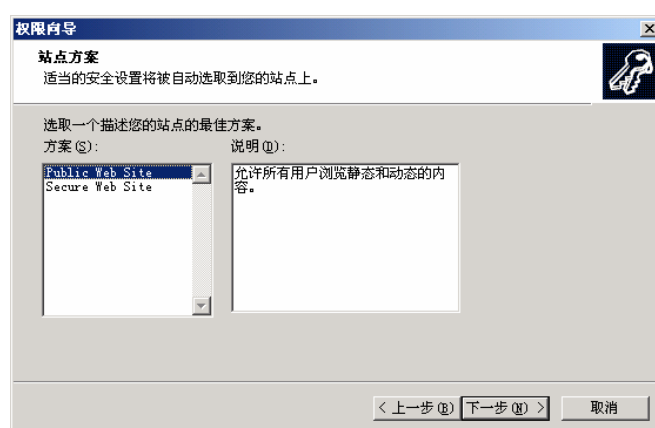 权限向导
站点方案
适当的安全设置将被自动选取到您的站点上。
选取一个描述您的站点的最佳方案。
方案(S):
说明(D):
Public Web Site
Secure Web Site
允许所有用户浏览静态和动态的内
容。
< 上一步(B)
下一步(N) >
取消